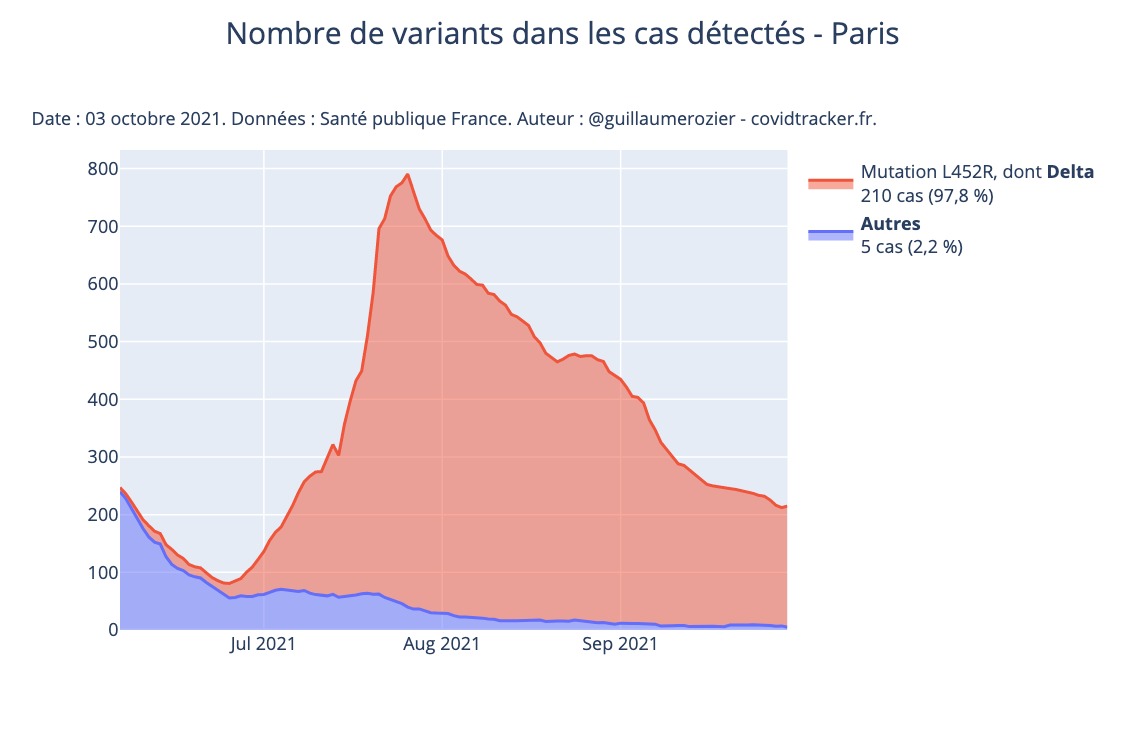 Nombre de variants dans les cas détectés - Paris
Date : 03 octobre 2021. Données : Santé publique France. Auteur : @guillaumerozier - covidtracker.fr.
Mutation L452R, dont Delta
210 cas (97,8 %)
Autres
5 cas (2,2 %)
800
700
600
500
400
300
200
100
0
Jul 2021
Aug 2021
Sep 2021